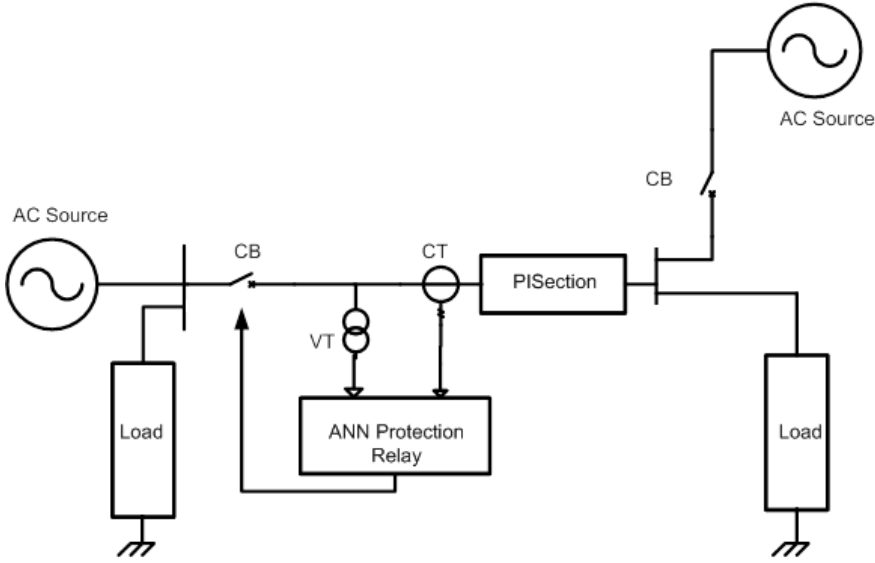 AC Source
CB
AC Source
CB
CT
PISection
VT
ANN Protection
Relay
Load
Load